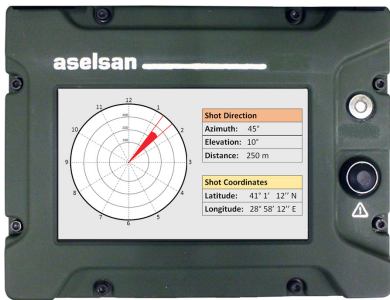 aselsan
12
11
1
10
2
9
3
8
4
7
5
6
Shot Direction
Azimuth: 45°
Elevation: 10°
Distance: 250 m
Shot Coordinates
Latitude: 41° 1' 12'' N
Longitude: 28° 58' 12'' E